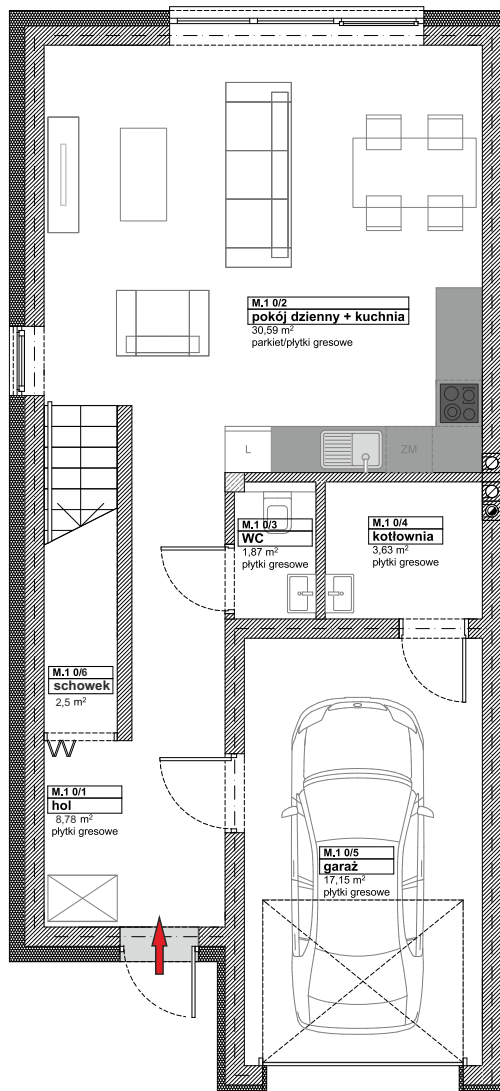 M.1 0/2
pokój dzienny + kuchnia
30,59 m²
parkiet/płytki gresowe
L
ZM
M.1 0/3
WC
1,87 m²
płytki gresowe
M.1 0/4
kotłownia
3,63 m²
płytki gresowe
M.1 0/6
schowek
2,5 m²
M.1 0/1
hol
8,78 m²
płytki gresowe
M.1 0/5
garaż
17,15 m²
płytki gresowe